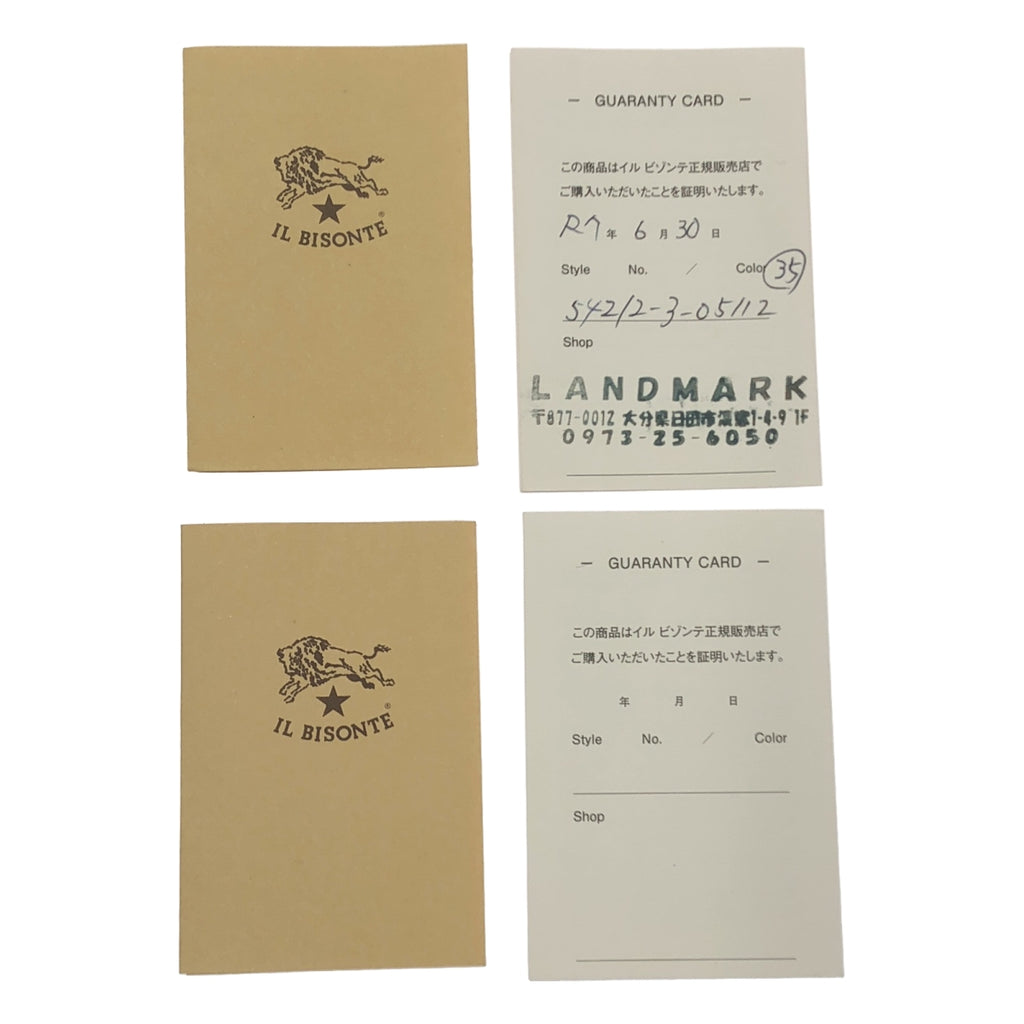 IL BISONTE®
— GUARANTY CARD —
この商品はイル ビゾンテ正規販売店で
ご購入いただいたことを証明いたします。
R7年 6月 30日
Style No. / Color 35
54212-3-05112
Shop
LANDMARK
〒877-0012 大分県日田市淡窓1-4-9 1F
0973-25-6050
IL BISONTE®
— GUARANTY CARD —
この商品はイル ビゾンテ正規販売店で
ご購入いただいたことを証明いたします。
年 月 日
Style No. / Color
Shop